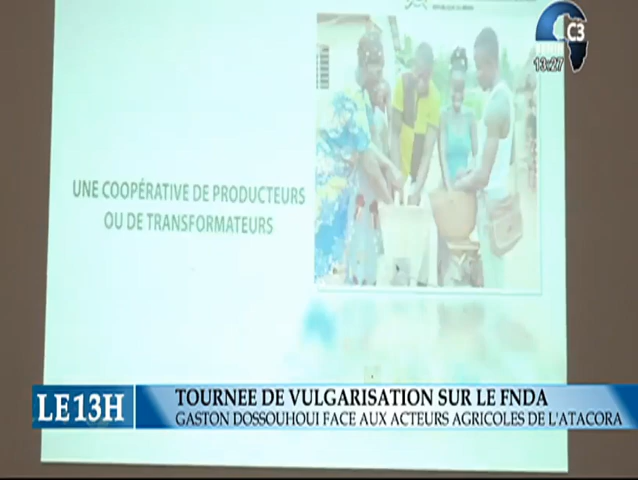 C3
BENIN
13:27
UNE COOPÉRATIVE DE PRODUCTEURS
OU DE TRANSFORMATEURS
LE13H
TOURNEE DE VULGARISATION SUR LE FNDA
GASTON DOSSOUHOUI FACE AUX ACTEURS AGRICOLES DE L'ATACORA